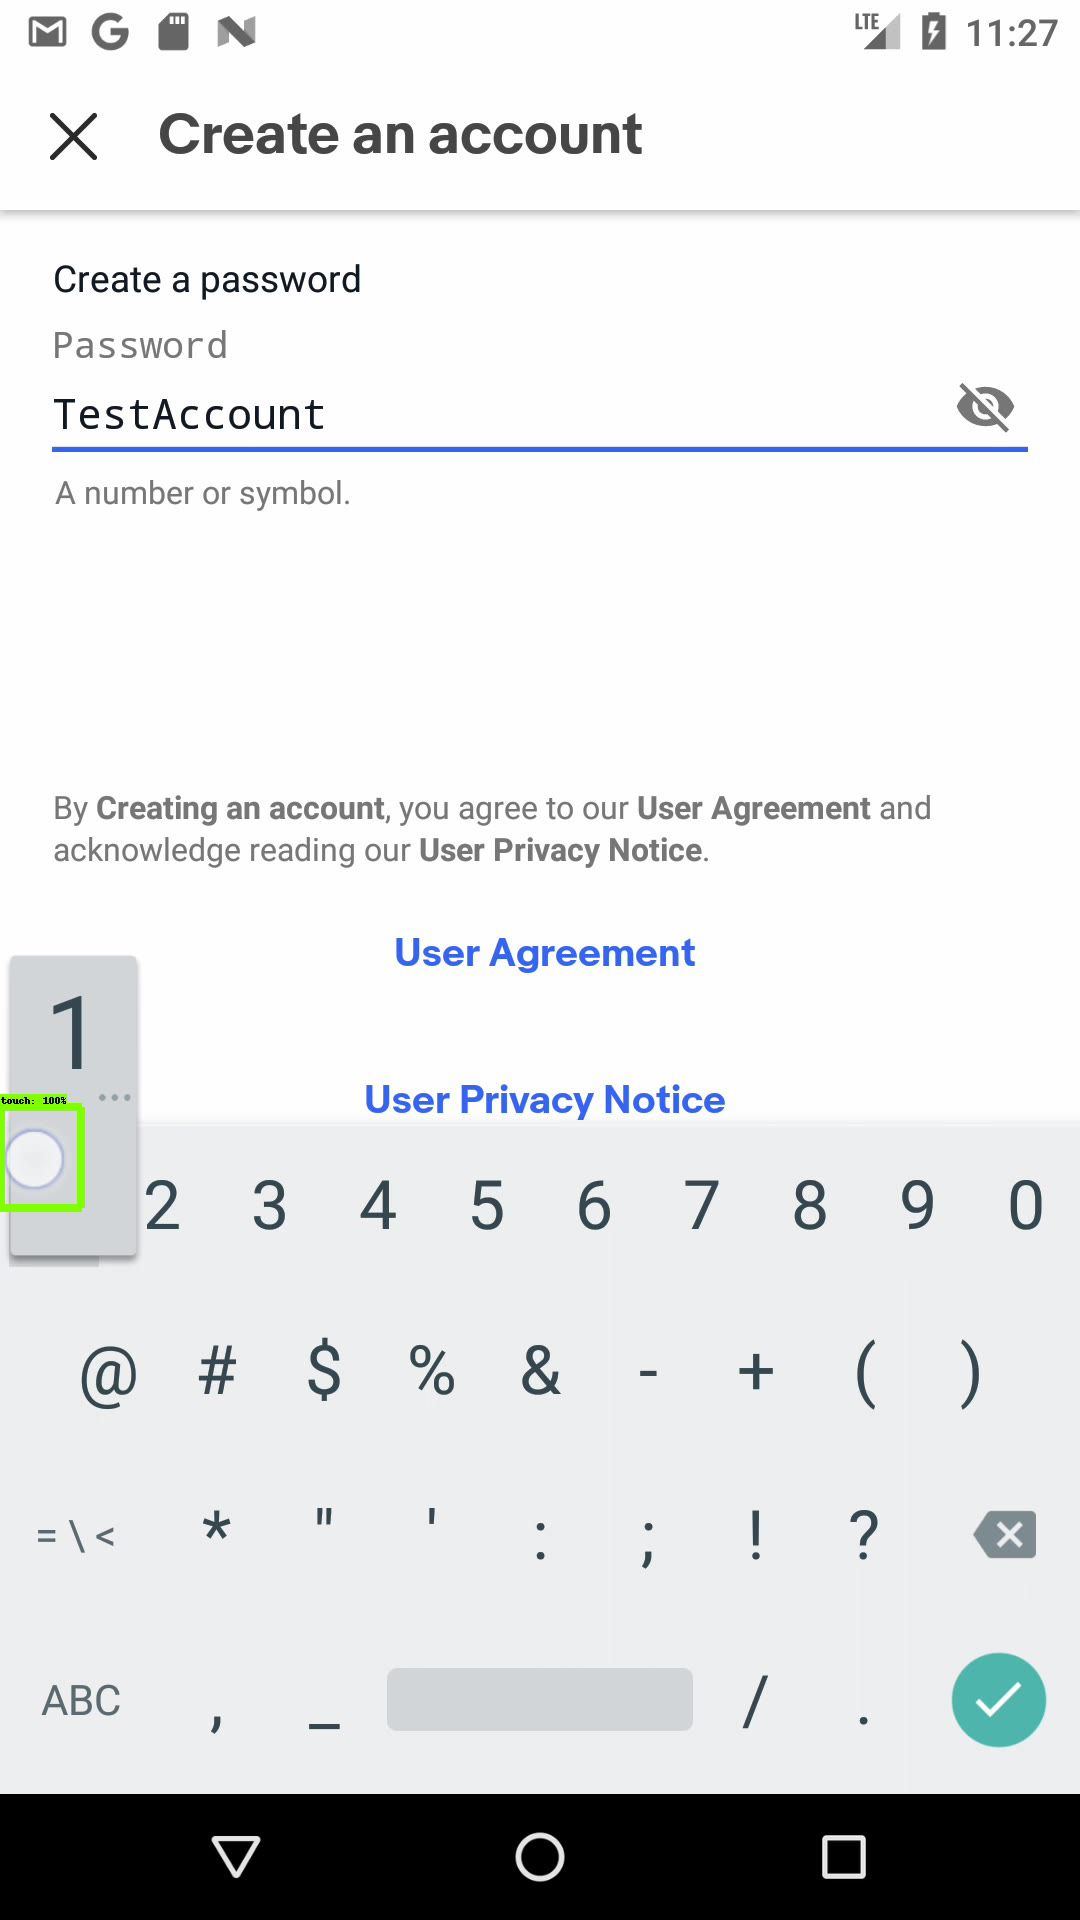 LTE 11:27
Create an account
Create a password
Password
TestAccount
A number or symbol.
By Creating an account, you agree to our User Agreement and
acknowledge reading our User Privacy Notice.
User Agreement
1
touch: 100%
User Privacy Notice
2 3 4 5 6 7 8 9 0
@ # $ % & - + ( )
= \ < * " ' : ; ! ?
ABC , _ / .